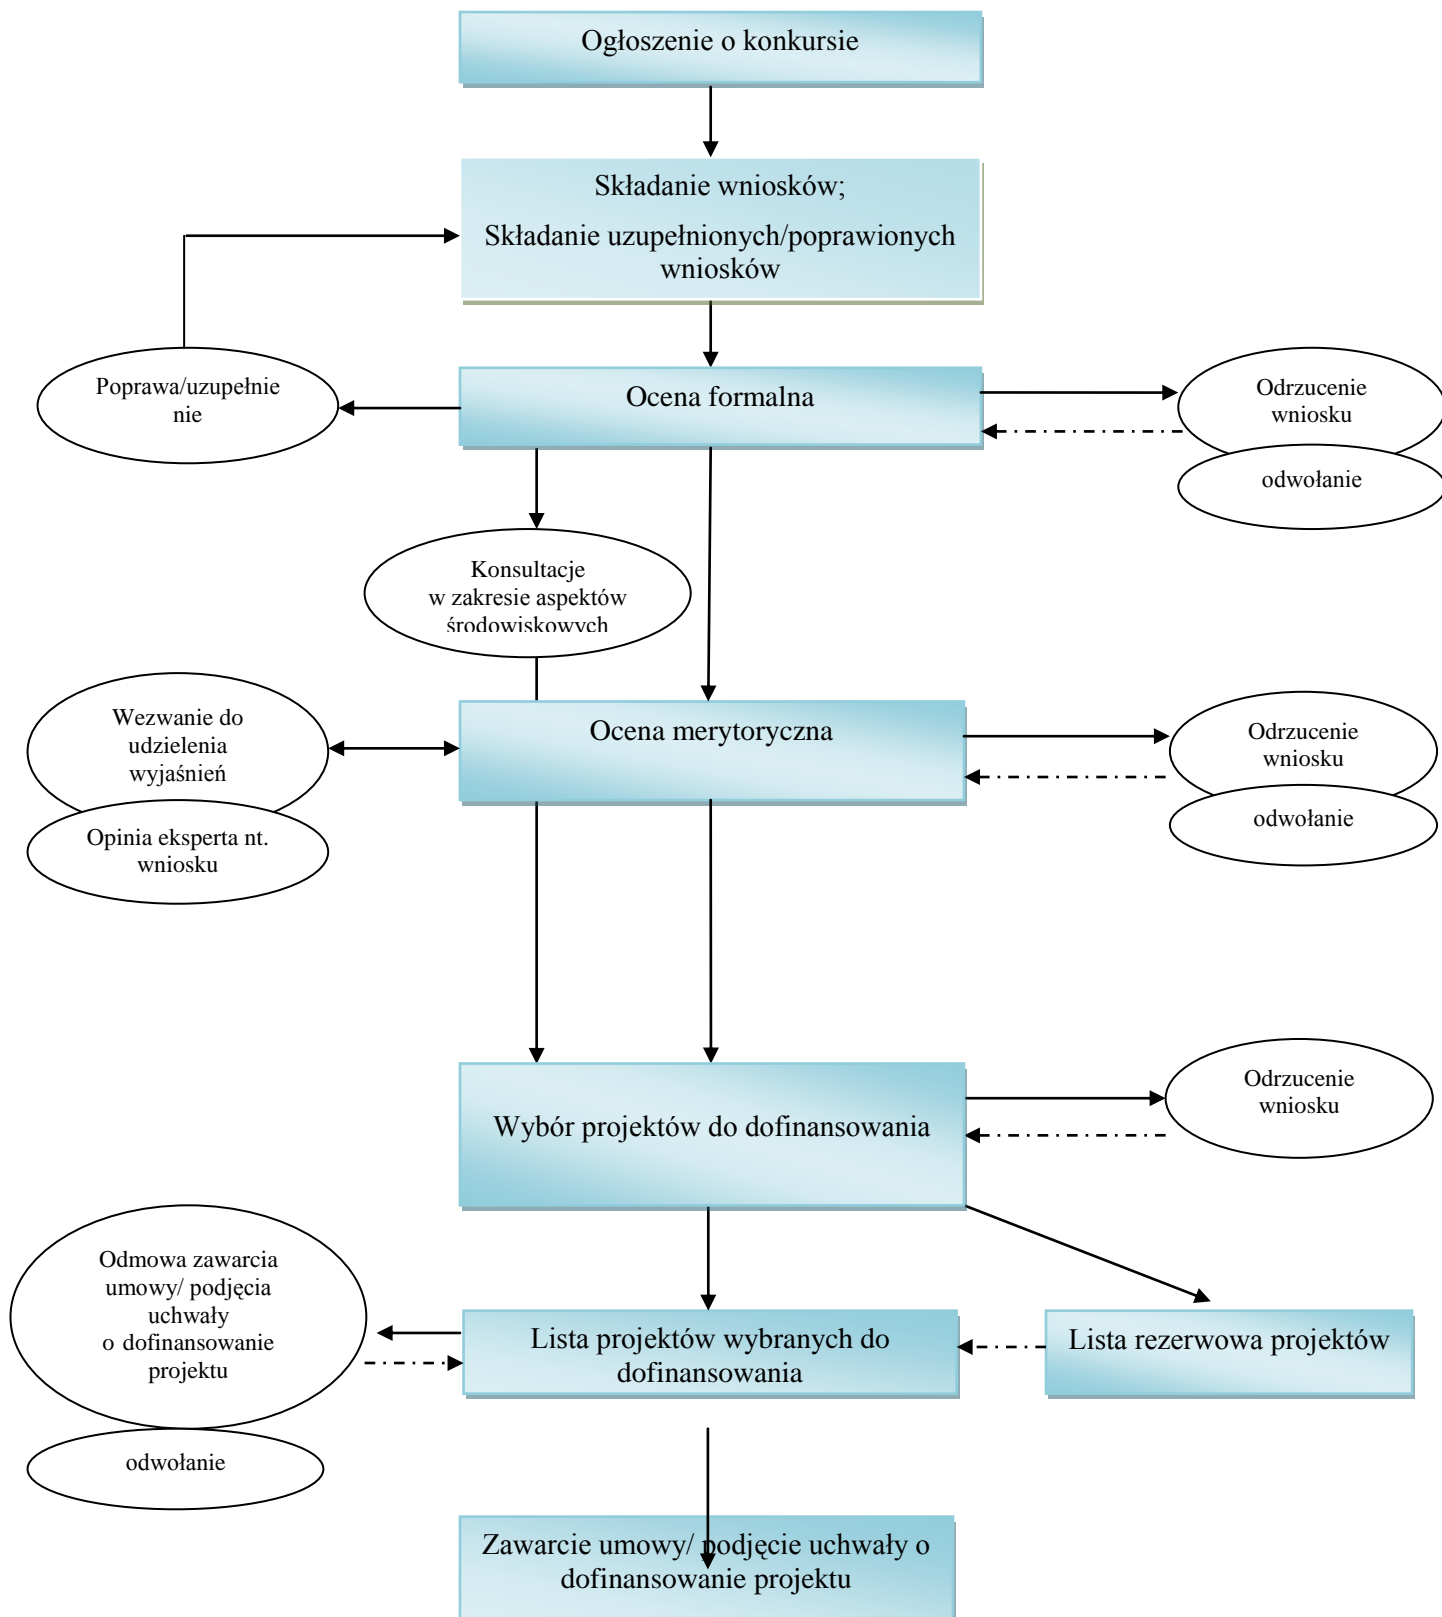 Ogłoszenie o konkursie
Składanie wniosków;
Składanie uzupełnionych/poprawionych
wniosków
Poprawa/uzupełnie
nie
Ocena formalna
Odrzucenie
wniosku
odwołanie
Konsultacje
w zakresie aspektów
środowiskowych
Wezwanie do
udzielenia
wyjaśnień
Opinia eksperta nt.
wniosku
Ocena merytoryczna
Odrzucenie
wniosku
odwołanie
Wybór projektów do dofinansowania
Odrzucenie
wniosku
Odmowa zawarcia
umowy/ podjęcia
uchwały
o dofinansowanie
projektu
odwołanie
Lista projektów wybranych do
dofinansowania
Lista rezerwowa projektów
Zawarcie umowy/ podjęcie uchwały o
dofinansowanie projektu